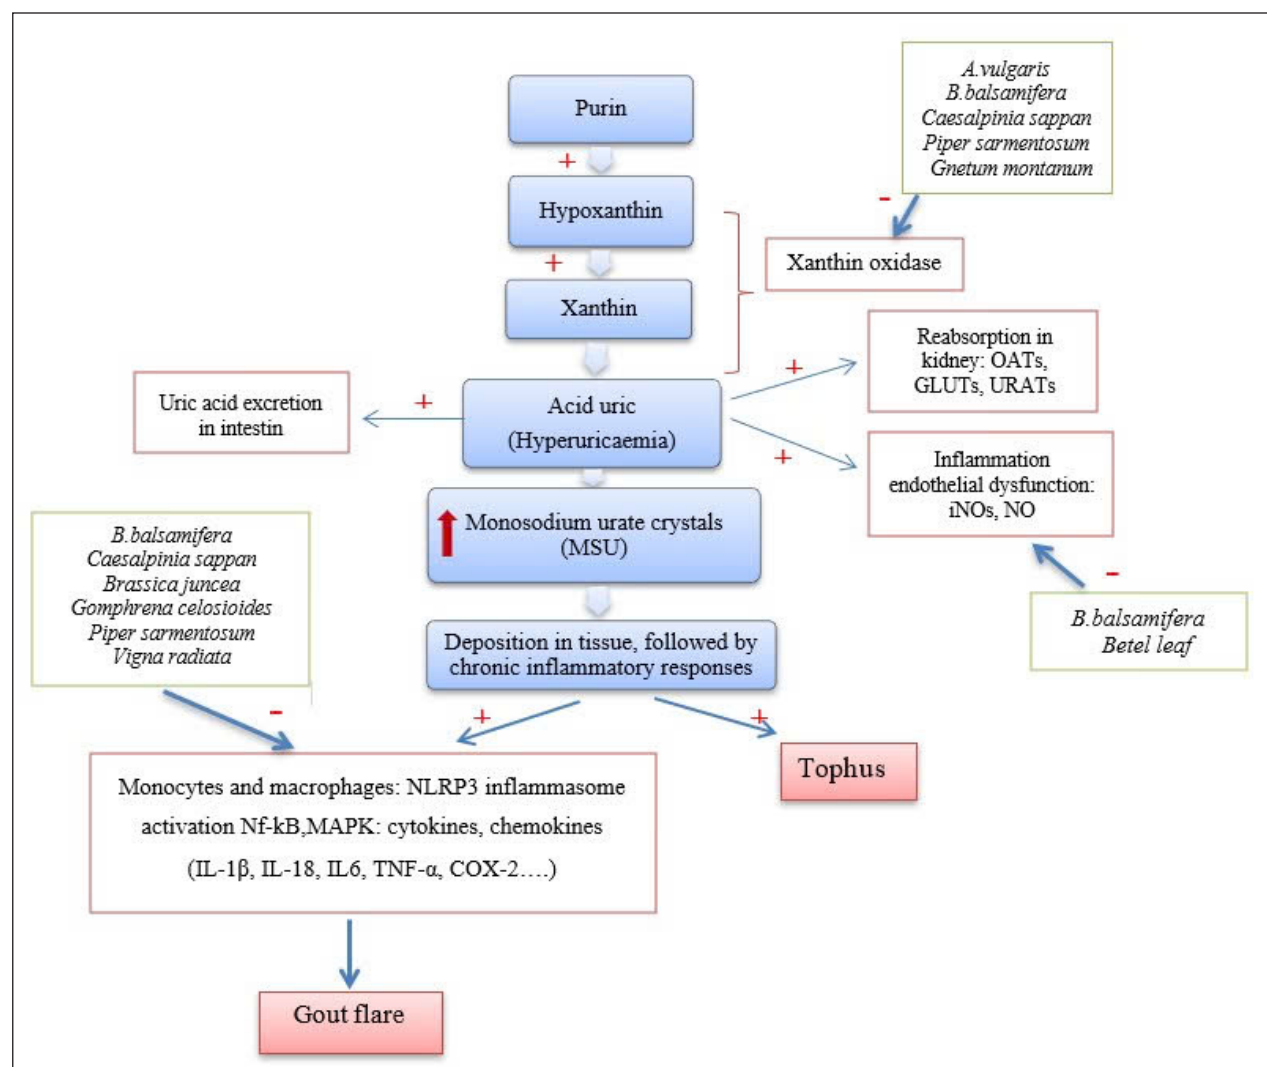 Purin
+
Hypoxanthin
+
Xanthin
A.vulgaris
B.balsamifera
Caesalpinia sappan
Piper sarmentosum
Gnetum montanum
-
Xanthin oxidase
Acid uric
(Hyperuricaemia)
+
Uric acid excretion
in intestin
+
Reabsorption in
kidney: OATs,
GLUTs, URATs
+
Inflammation
endothelial dysfunction:
iNOs, NO
-
B.balsamifera
Betel leaf
Monosodium urate crystals
(MSU)
Deposition in tissue, followed by
chronic inflammatory responses
B.balsamifera
Caesalpinia sappan
Brassica juncea
Gomphrena celosioides
Piper sarmentosum
Vigna radiata
-
+
+
Tophus
Monocytes and macrophages: NLRP3 inflammasome
activation Nf-kB,MAPK: cytokines, chemokines
(IL-1β, IL-18, IL6, TNF-α, COX-2….)
Gout flare